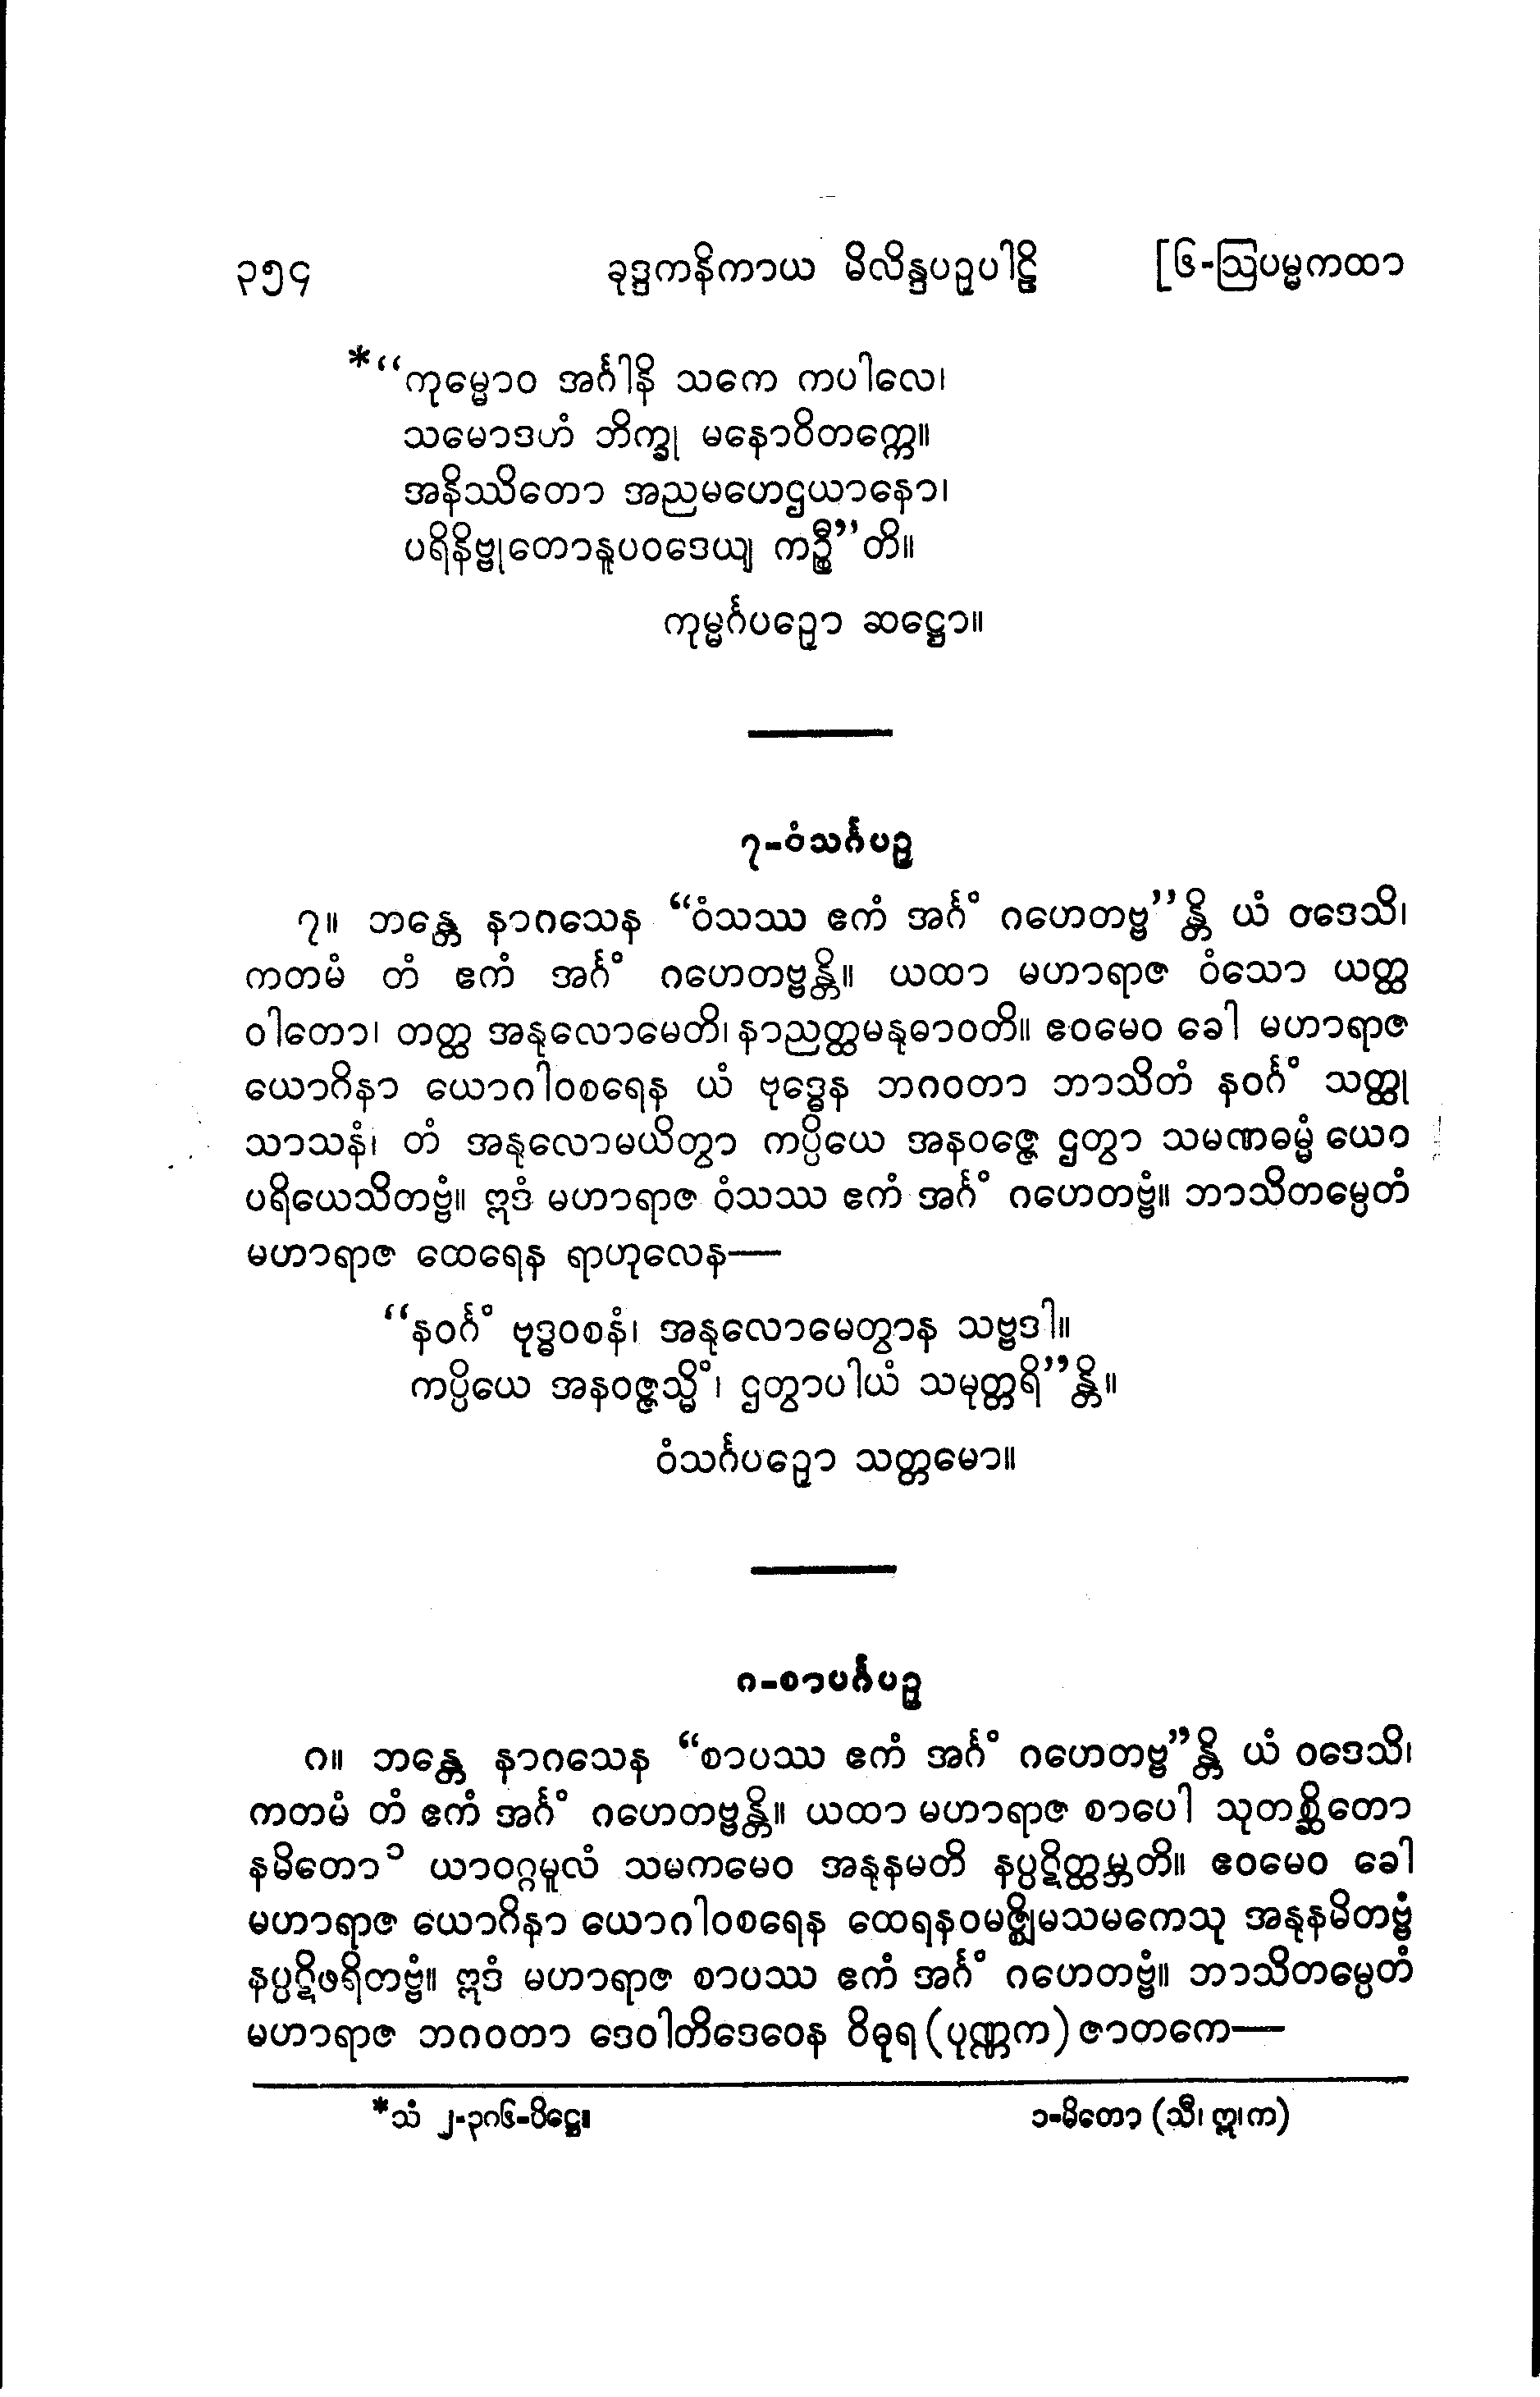 ၃၅၄ ခုဒ္ဒကနိကာယ မိလိန္ဒပဉှပါဠိ [၆-ဩပမ္မကထာ
*“ကုမ္မောဝ အင်္ဂါနိ သကေ ကပါလေ၊
သမောဒဟံ ဘိက္ခု မနောဝိတက္ကေ။
အနိဿိတော အညမဟေဌယာနော၊
ပရိနိဗ္ဗုတောနူပဝဒေယျ ကဉ္စီ”တိ။
ကုမ္မင်္ဂပဉှော ဆဋ္ဌော။
၇-ဝံသင်္ဂပဉှ
၇။ ဘန္တေ နာဂသေန “ဝံသဿ ဧကံ အင်္ဂံ ဂဟေတဗ္ဗ”န္တိ ယံ ဝဒေသိ၊
ကတမံ တံ ဧကံ အင်္ဂံ ဂဟေတဗ္ဗန္တိ။ ယထာ မဟာရာဇ ဝံသော ယတ္ထ
ဝါတော၊ တတ္ထ အနုလောမေတိ၊ နာညတ္ထမနုဓာဝတိ။ ဧဝမေဝ ခေါ မဟာရာဇ
ယောဂိနာ ယောဂါဝစရေန ယံ ဗုဒ္ဓေန ဘဂဝတာ ဘာသိတံ နဝင်္ဂံ သတ္ထု
သာသနံ၊ တံ အနုလောမယိတွာ ကပ္ပိယေ အနဝဇ္ဇေ ဌတွာ သမဏဓမ္မံ ယေဝ
ပရိယေသိတဗ္ဗံ။ ဣဒံ မဟာရာဇ ဝံသဿ ဧကံ အင်္ဂံ ဂဟေတဗ္ဗံ။ ဘာသိတမ္ပေတံ
မဟာရာဇ ထေရေန ရာဟုလေန—
“နဝင်္ဂံ ဗုဒ္ဓဝစနံ၊ အနုလောမေတွာန သဗ္ဗဒါ။
ကပ္ပိယေ အနဝဇ္ဇသ္မိံ၊ ဌတွာပါယံ သမုတ္တရိ”န္တိ။
ဝံသင်္ဂပဉှော သတ္တမော။
၈-စာပင်္ဂပဉှ
၈။ ဘန္တေ နာဂသေန “စာပဿ ဧကံ အင်္ဂံ ဂဟေတဗ္ဗ”န္တိ ယံ ဝဒေသိ၊
ကတမံ တံ ဧကံ အင်္ဂံ ဂဟေတဗ္ဗန္တိ။ ယထာ မဟာရာဇ စာပေါ သုတစ္ဆိတော
နမိတော၁ ယာဝဂ္ဂမူလံ သမကမေဝ အနုနမတိ နပ္ပဋိတ္ထမ္ဘတိ။ ဧဝမေဝ ခေါ
မဟာရာဇ ယောဂိနာ ယောဂါဝစရေန ထေရနဝမဇ္ဈိမသမကေသု အနုနမိတဗ္ဗံ
နပ္ပဋိဖရိတဗ္ဗံ။ ဣဒံ မဟာရာဇ စာပဿ ဧကံ အင်္ဂံ ဂဟေတဗ္ဗံ။ ဘာသိတမ္ပေတံ
မဟာရာဇ ဘဂဝတာ ဒေဝါတိဒေဝေန ဝိဓုရ (ပုဏ္ဏက) ဇာတကေ—
*သံ ၂-၃၈၆-ပိဋ္ဌေ။ ၁-မိတော (သီ၊ ဣ၊ က)